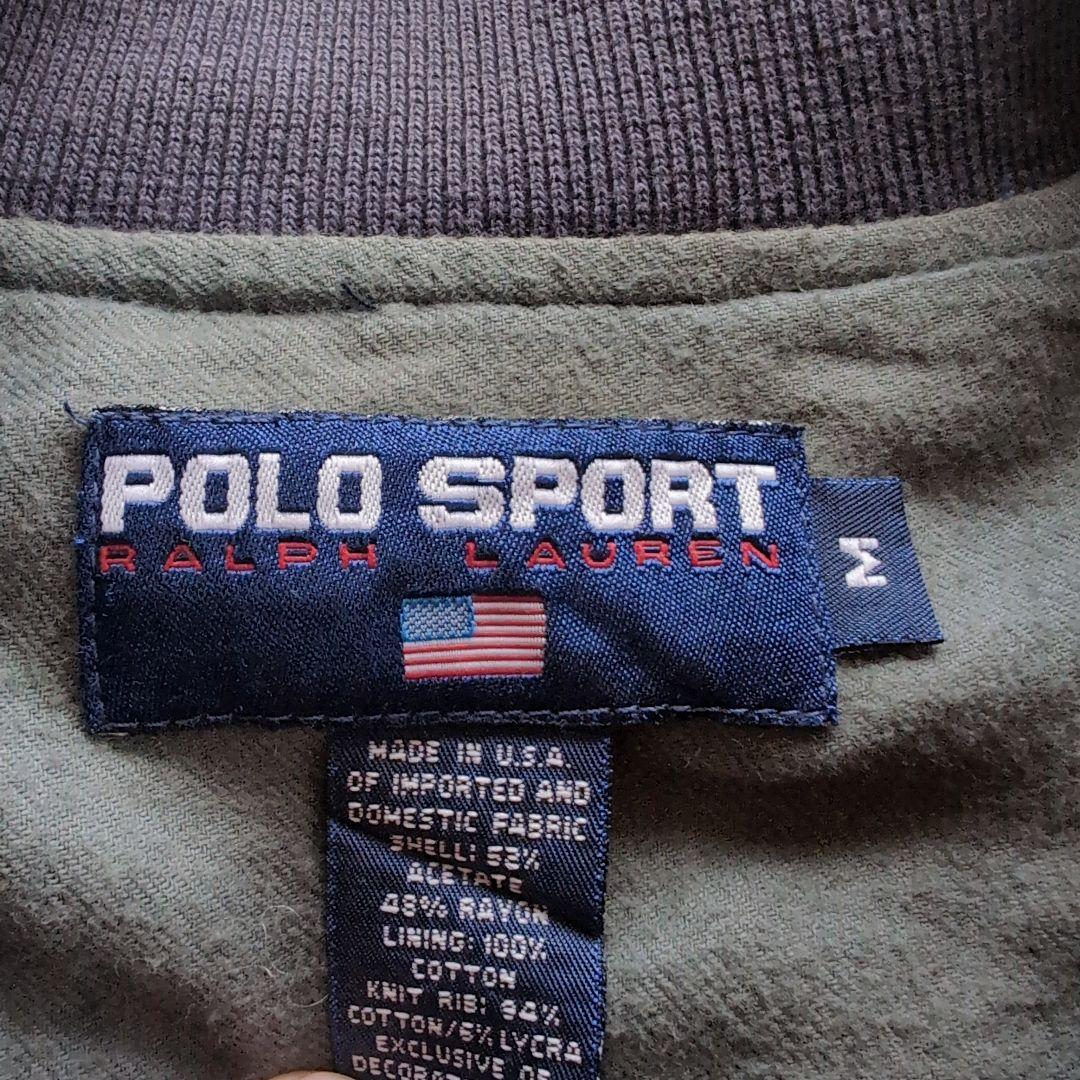 POLO SPORT
RALPH LAUREN
M
MADE IN U.S.A
OF IMPORTED AND
DOMESTIC FABRIC
SHELL: 52%
ACETATE
48% RAYON
LINING: 100%
COTTON
KNIT RIB: 94%
COTTON/6% LYCRA
EXCLUSIVE OF